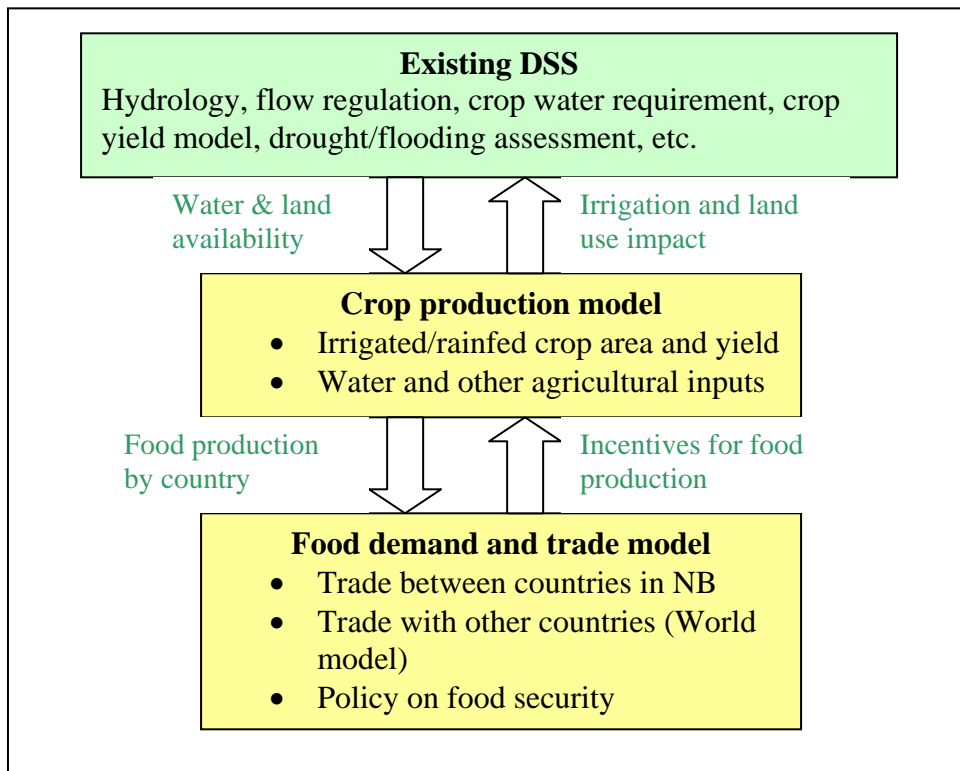 Existing DSS
Hydrology, flow regulation, crop water requirement, crop
yield model, drought/flooding assessment, etc.
Water & land
availability
Irrigation and land
use impact
Crop production model
• Irrigated/rainfed crop area and yield
• Water and other agricultural inputs
Food production
by country
Incentives for food
production
Food demand and trade model
• Trade between countries in NB
• Trade with other countries (World
model)
• Policy on food security